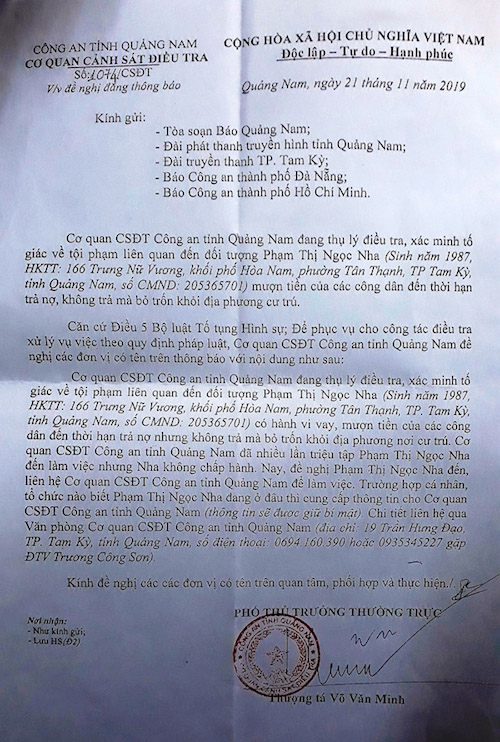 CÔNG AN TỈNH QUẢNG NAM
CƠ QUAN CẢNH SÁT ĐIỀU TRA
Số:1074/CSĐT
V/v đề nghị đăng thông báo
CỘNG HÒA XÃ HỘI CHỦ NGHĨA VIỆT NAM
Độc lập – Tự do – Hạnh phúc
Quảng Nam, ngày 21 tháng 11 năm 2019
Kính gửi:
- Tòa soạn Báo Quảng Nam;
- Đài phát thanh truyền hình tỉnh Quảng Nam;
- Đài truyền thanh TP. Tam Kỳ;
- Báo Công an thành phố Đà Nẵng;
- Báo Công an thành phố Hồ Chí Minh.
Cơ quan CSĐT Công an tỉnh Quảng Nam đang thụ lý điều tra, xác minh tố
giác về tội phạm liên quan đến đối tượng Phạm Thị Ngọc Nha (Sinh năm 1987,
HKTT: 166 Trưng Nữ Vương, khối phố Hòa Nam, phường Tân Thạnh, TP Tam Kỳ,
tỉnh Quảng Nam, số CMND: 205365701) mượn tiền của các công dân đến thời hạn
trả nợ, không trả mà bỏ trốn khỏi địa phương cư trú.
Căn cứ Điều 5 Bộ luật Tố tụng Hình sự; Để phục vụ cho công tác điều tra
xử lý vụ việc theo quy định pháp luật, Cơ quan CSĐT Công an tỉnh Quảng Nam
đề nghị các đơn vị có tên trên thông báo với nội dung như sau:
Cơ quan CSĐT Công an tỉnh Quảng Nam đang thụ lý điều tra, xác minh tố
giác về tội phạm liên quan đến đối tượng Phạm Thị Ngọc Nha (Sinh năm 1987,
HKTT: 166 Trưng Nữ Vương, khối phố Hòa Nam, phường Tân Thạnh, TP. Tam Kỳ,
tỉnh Quảng Nam, số CMND: 205365701) có hành vi vay, mượn tiền của các công
dân đến thời hạn trả nợ nhưng không trả mà bỏ trốn khỏi địa phương nơi cư trú. Cơ
quan CSĐT Công an tỉnh Quảng Nam đã nhiều lần triệu tập Phạm Thị Ngọc Nha
đến làm việc nhưng Nha không chấp hành. Nay, đề nghị Phạm Thị Ngọc Nha đến,
liên hệ Cơ quan CSĐT Công an tỉnh Quảng Nam để làm việc. Trường hợp cá nhân,
tổ chức nào biết Phạm Thị Ngọc Nha đang ở đâu thì cung cấp thông tin cho Cơ quan
CSĐT Công an tỉnh Quảng Nam (thông tin sẽ được giữ bí mật). Chi tiết liên hệ qua
Văn phòng Cơ quan CSĐT Công an tỉnh Quảng Nam (địa chỉ: 19 Trần Hưng Đạo,
TP. Tam Kỳ, tỉnh Quảng Nam, số điện thoại: 0694.160.390 hoặc 0935345227 gặp
ĐTV Trương Công Sơn).
Kính đề nghị các các đơn vị có tên trên quan tâm, phối hợp và thực hiện./.
Nơi nhận:
- Như kính gửi;
- Lưu HS(Đ2)
PHÓ THỦ TRƯỞNG THƯỜNG TRỰC
CÔNG AN TỈNH QUẢNG NAM
Thượng tá Võ Văn Minh